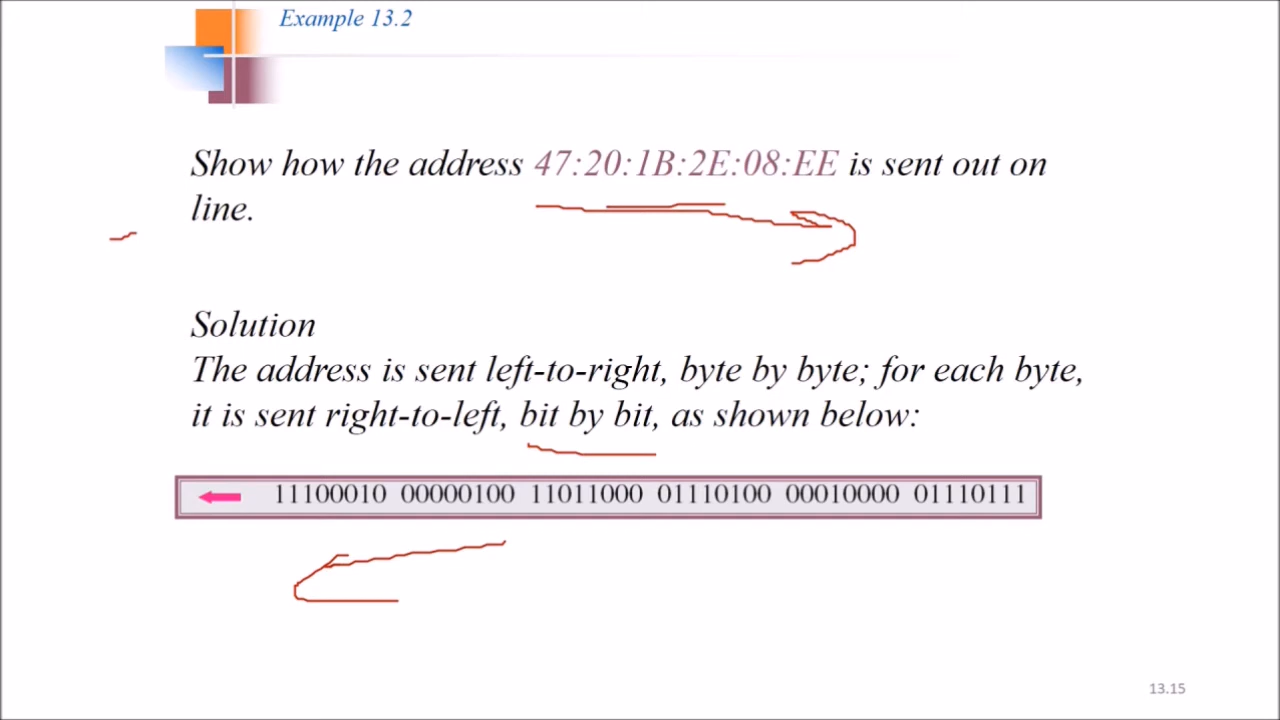 Example 13.2
Show how the address 47:20:1B:2E:08:EE is sent out on
line.
Solution
The address is sent left-to-right, byte by byte; for each byte,
it is sent right-to-left, bit by bit, as shown below:
11100010 00000100 11011000 01110100 00010000 01110111
13.15